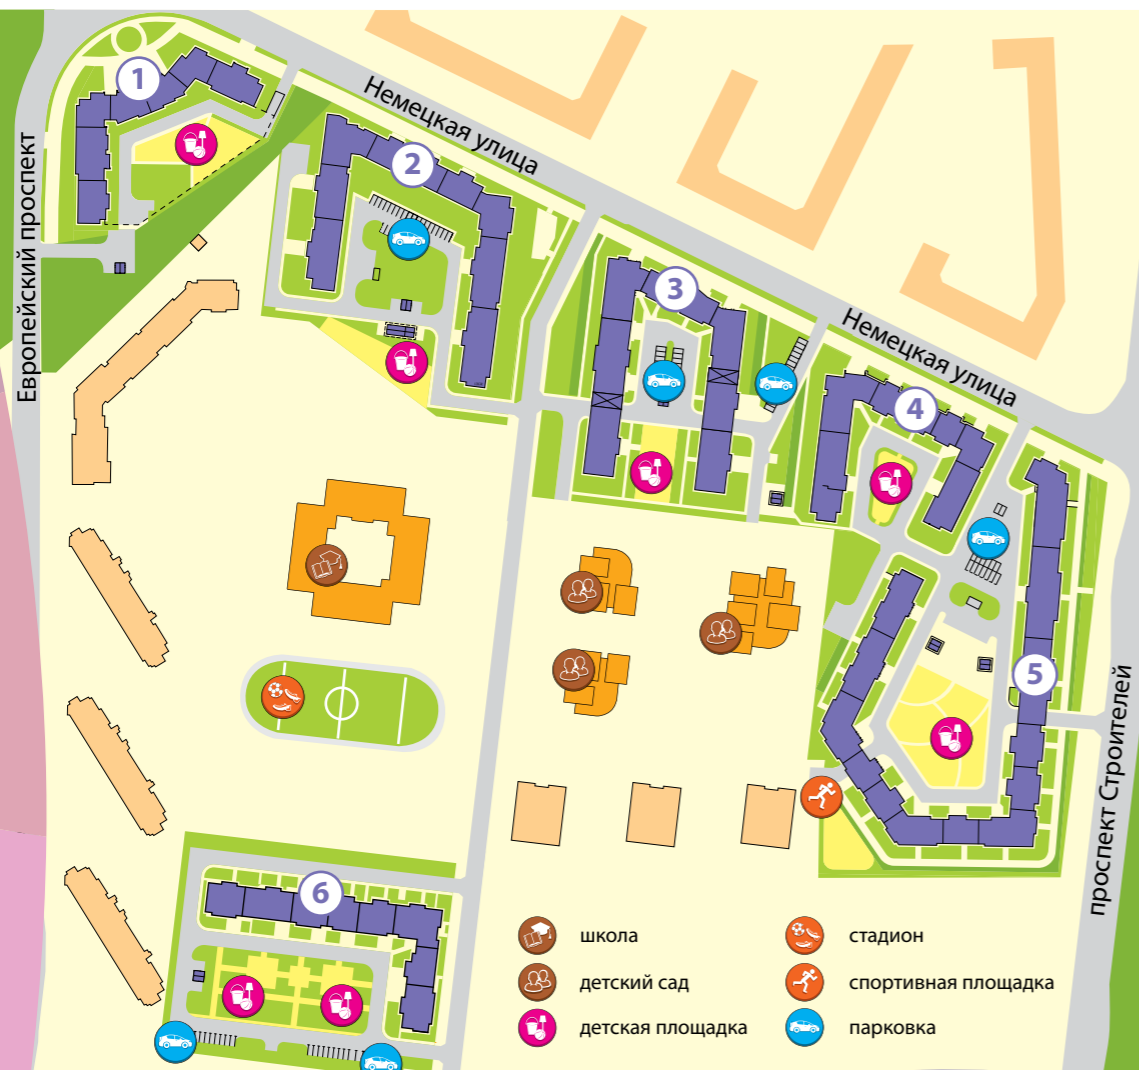 1
Немецкая улица
2
Европейский проспект
3
Немецкая улица
4
5
проспект Строителей
6
школа
стадион
детский сад
спортивная площадка
детская площадка
парковка